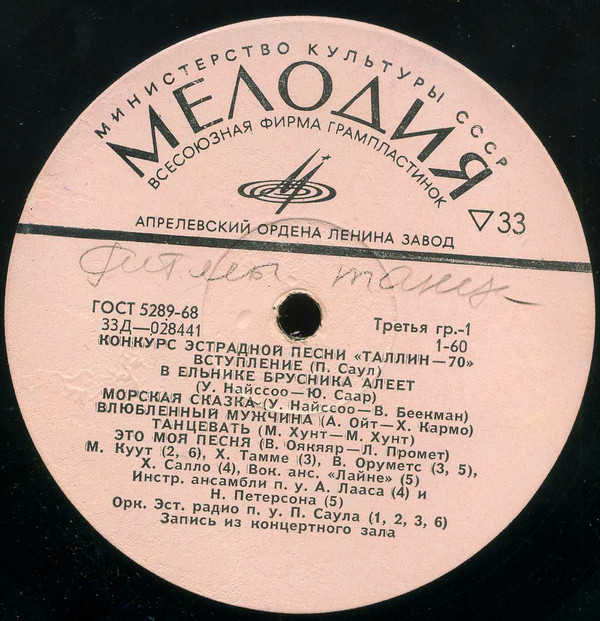 МИНИСТЕРСТВО КУЛЬТУРЫ СССР
МЕЛОДИЯ
ВСЕСОЮЗНАЯ ФИРМА ГРАМПЛАСТИНОК
▽33
АПРЕЛЕВСКИЙ ОРДЕНА ЛЕНИНА ЗАВОД
ГОСТ 5289-68
Третья гр.-1
33Д—028441
1-60
КОНКУРС ЭСТРАДНОЙ ПЕСНИ «ТАЛЛИН—70»
ВСТУПЛЕНИЕ (П. Саул)
В ЕЛЬНИКЕ БРУСНИКА АЛЕЕТ
(У. Найссоо—Ю. Саар)
МОРСКАЯ СКАЗКА (У. Найссоо—В. Беекман)
ВЛЮБЛЕННЫЙ МУЖЧИНА (А. Ойт—Х. Кармо)
ТАНЦЕВАТЬ (М. Хунт—М. Хунт)
ЭТО МОЯ ПЕСНЯ (В. Оякяяр—Л. Промет)
М. Куут (2, 6), Х. Тамме (3), В. Оруметс (3, 5),
Х. Салло (4), Вок. анс. «Лайне» (5)
Инстр. ансамбли п. у. А. Лааса (4) и
Н. Петерсона (5)
Орк. Эст. радио п. у. П. Саула (1, 2, 3, 6)
Запись из концертного зала